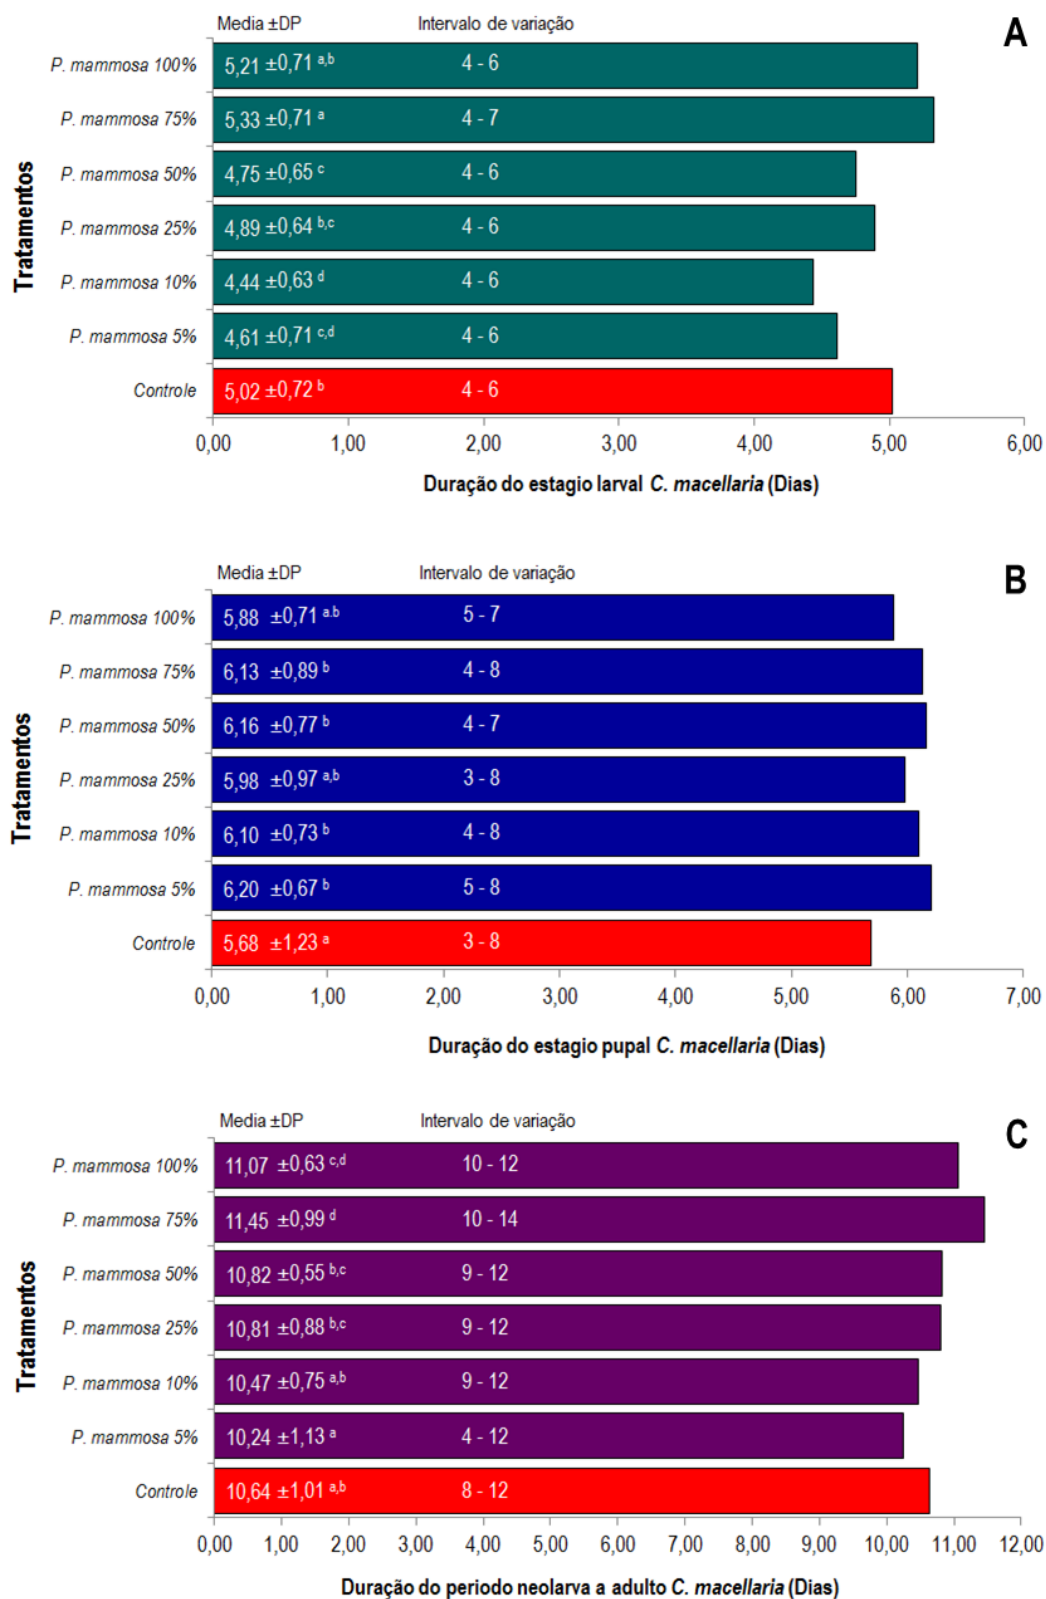 Media ±DP Intervalo de variação A
P. mammosa 100% 5,21 ±0,71 a,b 4 - 6
P. mammosa 75% 5,33 ±0,71 a 4 - 7
P. mammosa 50% 4,75 ±0,65 c 4 - 6
P. mammosa 25% 4,89 ±0,64 b,c 4 - 6
P. mammosa 10% 4,44 ±0,63 d 4 - 6
P. mammosa 5% 4,61 ±0,71 c,d 4 - 6
Controle 5,02 ±0,72 b 4 - 6
Tratamentos
0,00 1,00 2,00 3,00 4,00 5,00 6,00
Duração do estagio larval C. macellaria (Dias)
Media ±DP Intervalo de variação B
P. mammosa 100% 5,88 ±0,71 a.b 5 - 7
P. mammosa 75% 6,13 ±0,89 b 4 - 8
P. mammosa 50% 6,16 ±0,77 b 4 - 7
P. mammosa 25% 5,98 ±0,97 a,b 3 - 8
P. mammosa 10% 6,10 ±0,73 b 4 - 8
P. mammosa 5% 6,20 ±0,67 b 5 - 8
Controle 5,68 ±1,23 a 3 - 8
Tratamentos
0,00 1,00 2,00 3,00 4,00 5,00 6,00 7,00
Duração do estagio pupal C. macellaria (Dias)
Media ±DP Intervalo de variação C
P. mammosa 100% 11,07 ±0,63 c,d 10 - 12
P. mammosa 75% 11,45 ±0,99 d 10 - 14
P. mammosa 50% 10,82 ±0,55 b,c 9 - 12
P. mammosa 25% 10,81 ±0,88 b,c 9 - 12
P. mammosa 10% 10,47 ±0,75 a,b 9 - 12
P. mammosa 5% 10,24 ±1,13 a 4 - 12
Controle 10,64 ±1,01 a,b 8 - 12
Tratamentos
0,00 1,00 2,00 3,00 4,00 5,00 6,00 7,00 8,00 9,00 10,00 11,00 12,00
Duração do periodo neolarva a adulto C. macellaria (Dias)